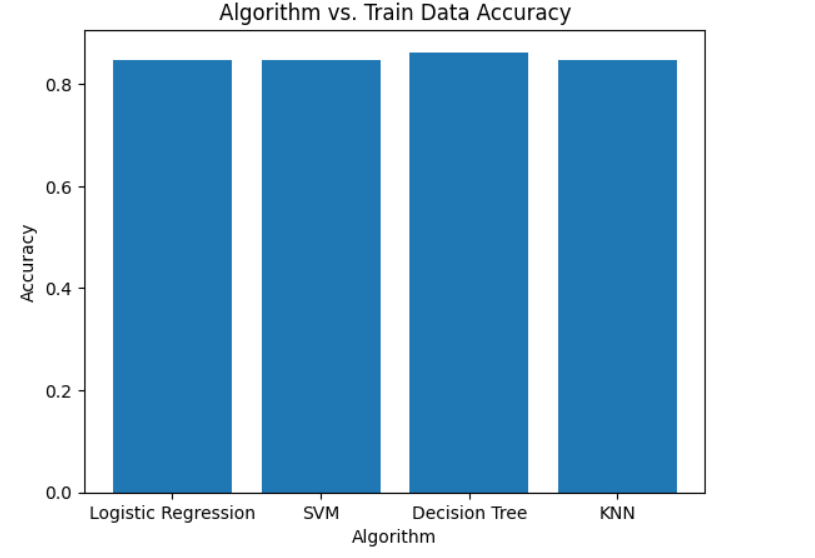 Algorithm vs. Train Data Accuracy
Accuracy
0.8
0.6
0.4
0.2
0.0
Logistic Regression SVM Decision Tree KNN
Algorithm